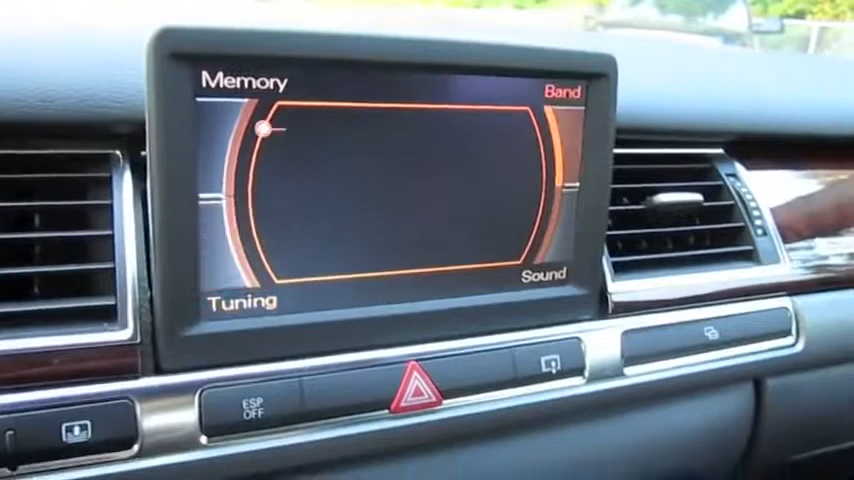 Memory
Band
Tuning
Sound
ESP
OFF